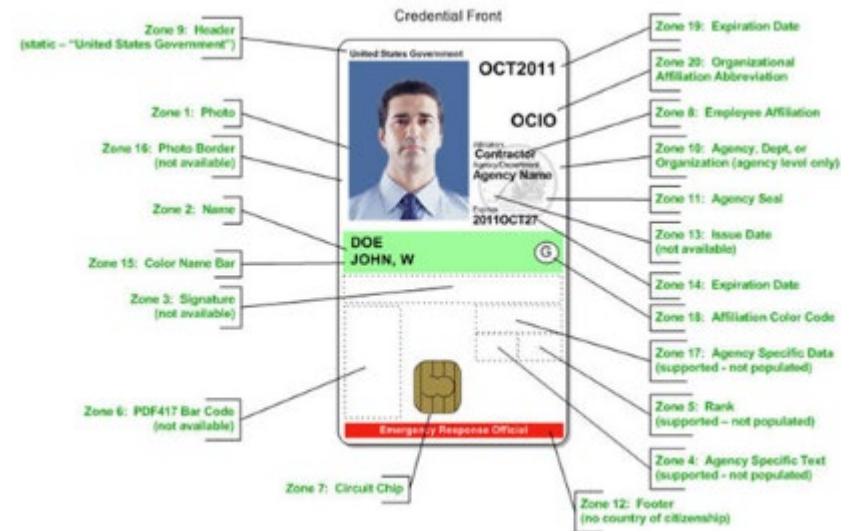 Credential Front
Zone 9: Header
(static – "United States Government")
Zone 1: Photo
Zone 16: Photo Border
(not available)
Zone 2: Name
Zone 15: Color Name Bar
Zone 3: Signature
(not available)
Zone 6: PDF417 Bar Code
(not available)
Zone 7: Circuit Chip
United States Government
OCT2011
OCIO
Affiliation
Contractor
Agency/Department
Agency Name
Expires
2011OCT27
DOE
JOHN, W
G
Emergency Response Official
Zone 19: Expiration Date
Zone 20: Organizational
Affiliation Abbreviation
Zone 8: Employee Affiliation
Zone 10: Agency, Dept, or
Organization (agency level only)
Zone 11: Agency Seal
Zone 13: Issue Date
(not available)
Zone 14: Expiration Date
Zone 18: Affiliation Color Code
Zone 17: Agency Specific Data
(supported - not populated)
Zone 5: Rank
(supported – not populated)
Zone 4: Agency Specific Text
(supported - not populated)
Zone 12: Footer
(no country of citizenship)